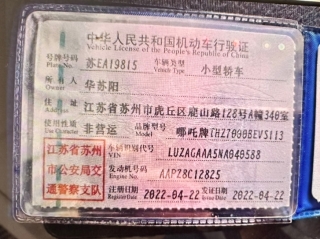 中华人民共和国机动车行驶证
Vehicle License of the People's Republic of China
号牌号码 苏EA19815 车辆类型 小型轿车
Plate No. Vehicle Type
所有人 华苏阳
Owner
住址 江苏省苏州市虎丘区 山路128号A幢340室
Address
使用性质 非营运 品牌型号 哪吒牌THZ7000BEVS113
Use Character Model
江苏省苏州 车辆识别代号 LUZAGAAA5NA049588
VIN
市公安局交 发动机号码 AAP28C12825
Engine No.
通警察支队 注册日期 2022-04-22 发证日期 2022-04-22
Register Date Issue Date